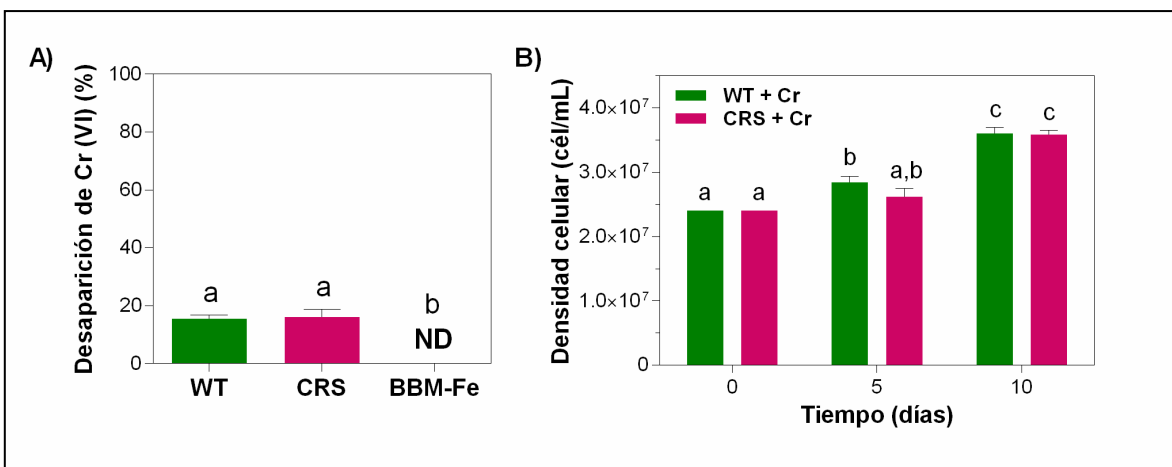 A)
Desaparición de Cr (VI) (%)
100
80
60
40
20
0
a
a
b
ND
WT
CRS
BBM-Fe
B)
Densidad celular (cél/mL)
WT + Cr
CRS + Cr
4.0×10⁷
3.0×10⁷
2.0×10⁷
1.0×10⁷
0
a
a
b
a,b
c
c
0
5
10
Tiempo (días)